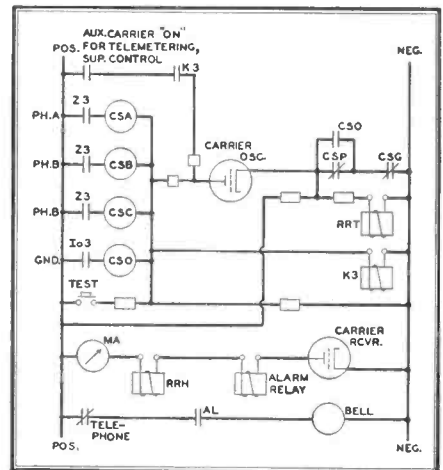 AUX. CARRIER "ON"
POS. FOR TELEMETERING, NEG.
SUP. CONTROL
K3
Z3
PH.A CSA
CARRIER
OSC.
CSO
CSP CSG
Z3
PH.B CSB
Z3
PH.B CSC
RRT
Io3
GND. CSO
K3
TEST
MA
CARRIER
RCVR.
RRH
ALARM
RELAY
AL
BELL
TELE-
PHONE
POS. NEG.